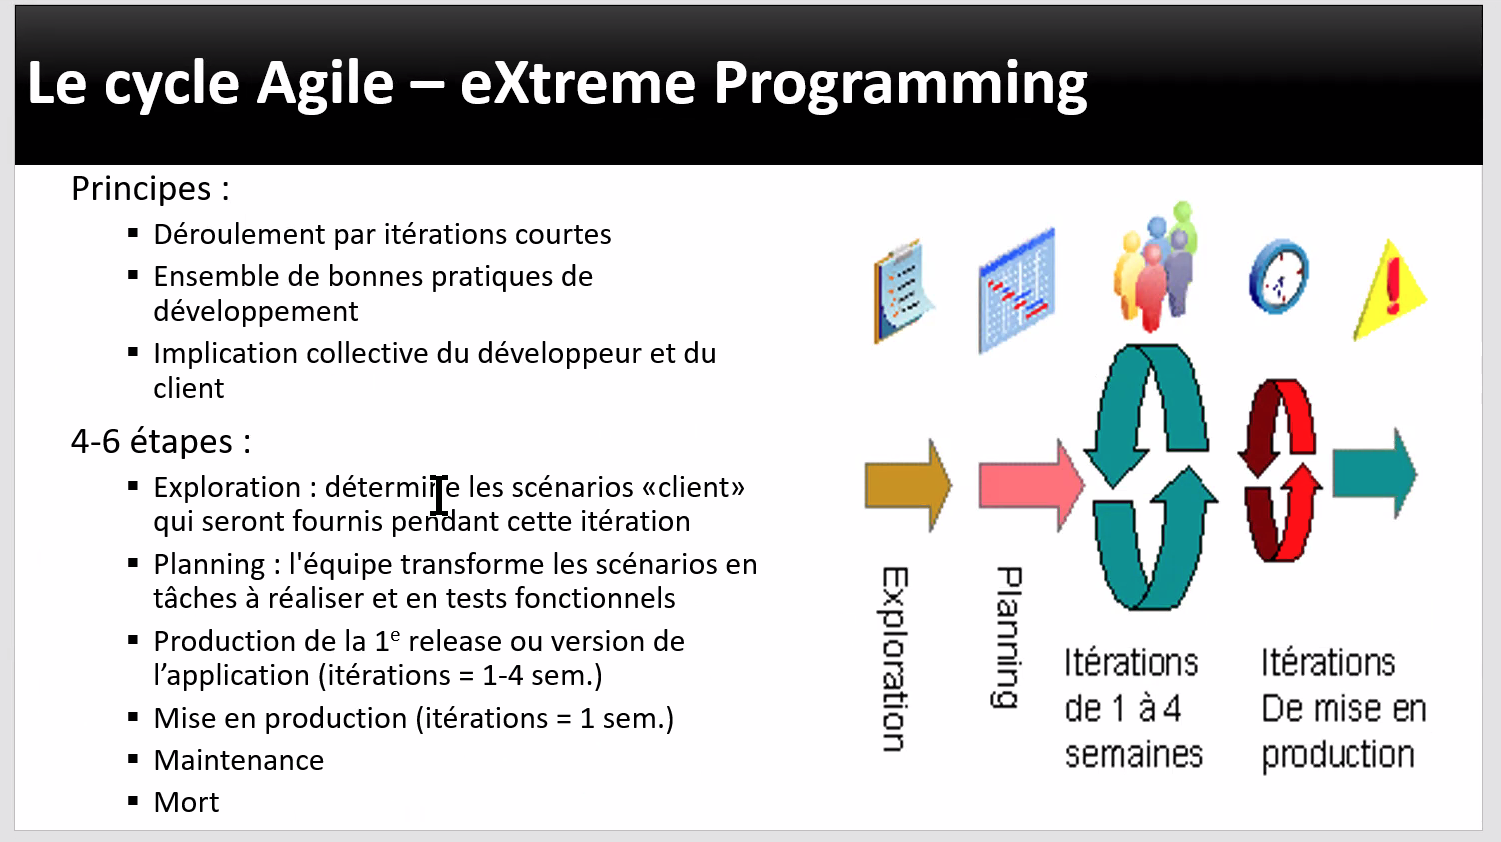 Le cycle Agile – eXtreme Programming
Principes :
▪ Déroulement par itérations courtes
▪ Ensemble de bonnes pratiques de
développement
▪ Implication collective du développeur et du
client
4-6 étapes :
▪ Exploration : détermine les scénarios «client»
qui seront fournis pendant cette itération
▪ Planning : l'équipe transforme les scénarios en
tâches à réaliser et en tests fonctionnels
▪ Production de la 1e release ou version de
l’application (itérations = 1-4 sem.)
▪ Mise en production (itérations = 1 sem.)
▪ Maintenance
▪ Mort
Exploration
Planning
Itérations
de 1 à 4
semaines
Itérations
De mise en
production